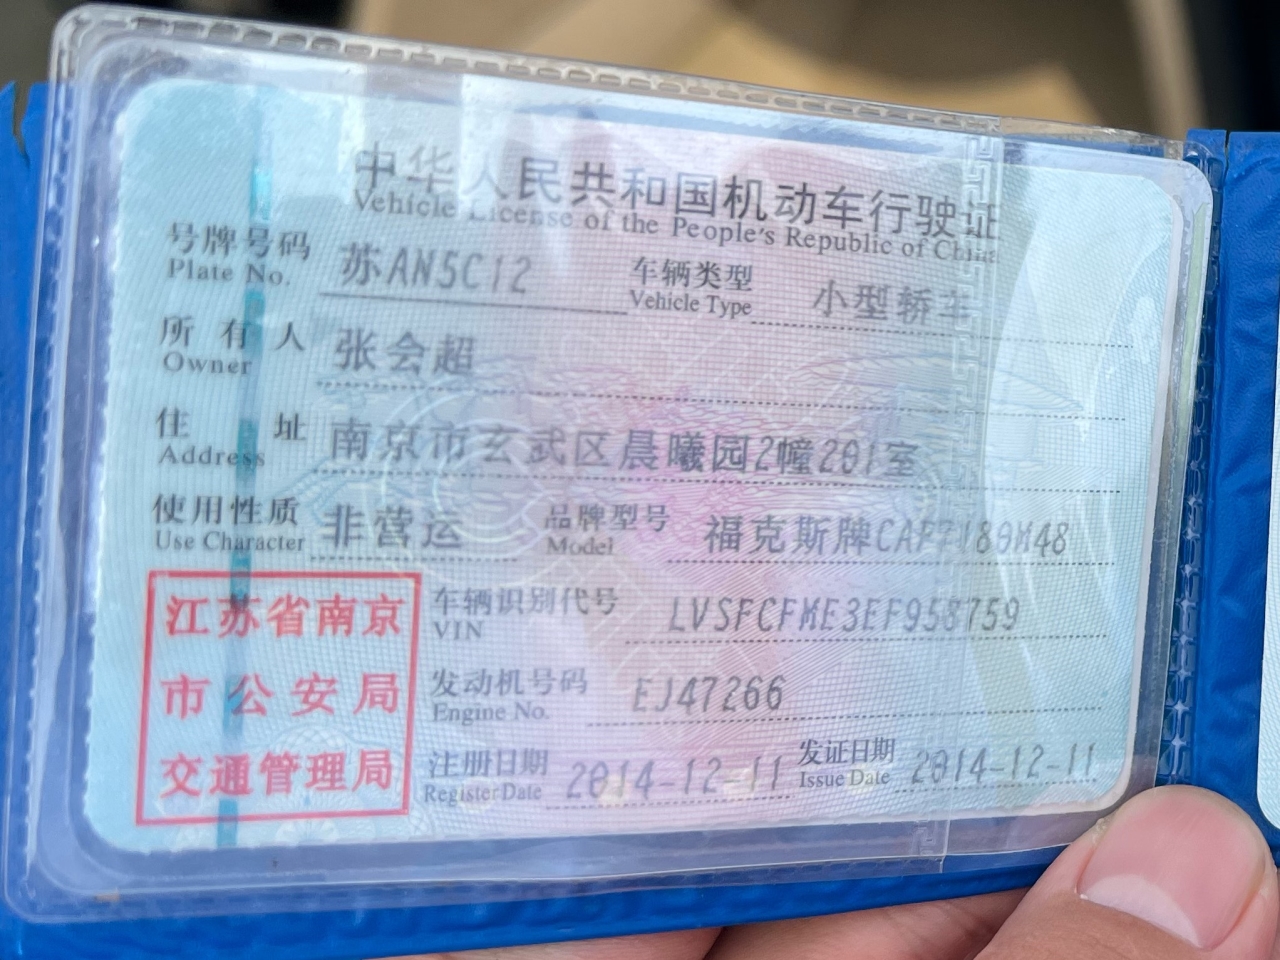 中华人民共和国机动车行驶证
Vehicle License of the People's Republic of China
号牌号码 苏AN5C12 车辆类型 小型轿车
Plate No. Vehicle Type
所有人 张会超
Owner
住址 南京市玄武区晨曦园2幢201室
Address
使用性质 非营运 品牌型号 福克斯牌CAF7180M48
Use Character Model
江苏省南京
市公安局
交通管理局
车辆识别代号 LVSFCFME3EF958759
VIN
发动机号码 EJ47266
Engine No.
注册日期 2014-12-11 发证日期 2014-12-11
Register Date Issue Date